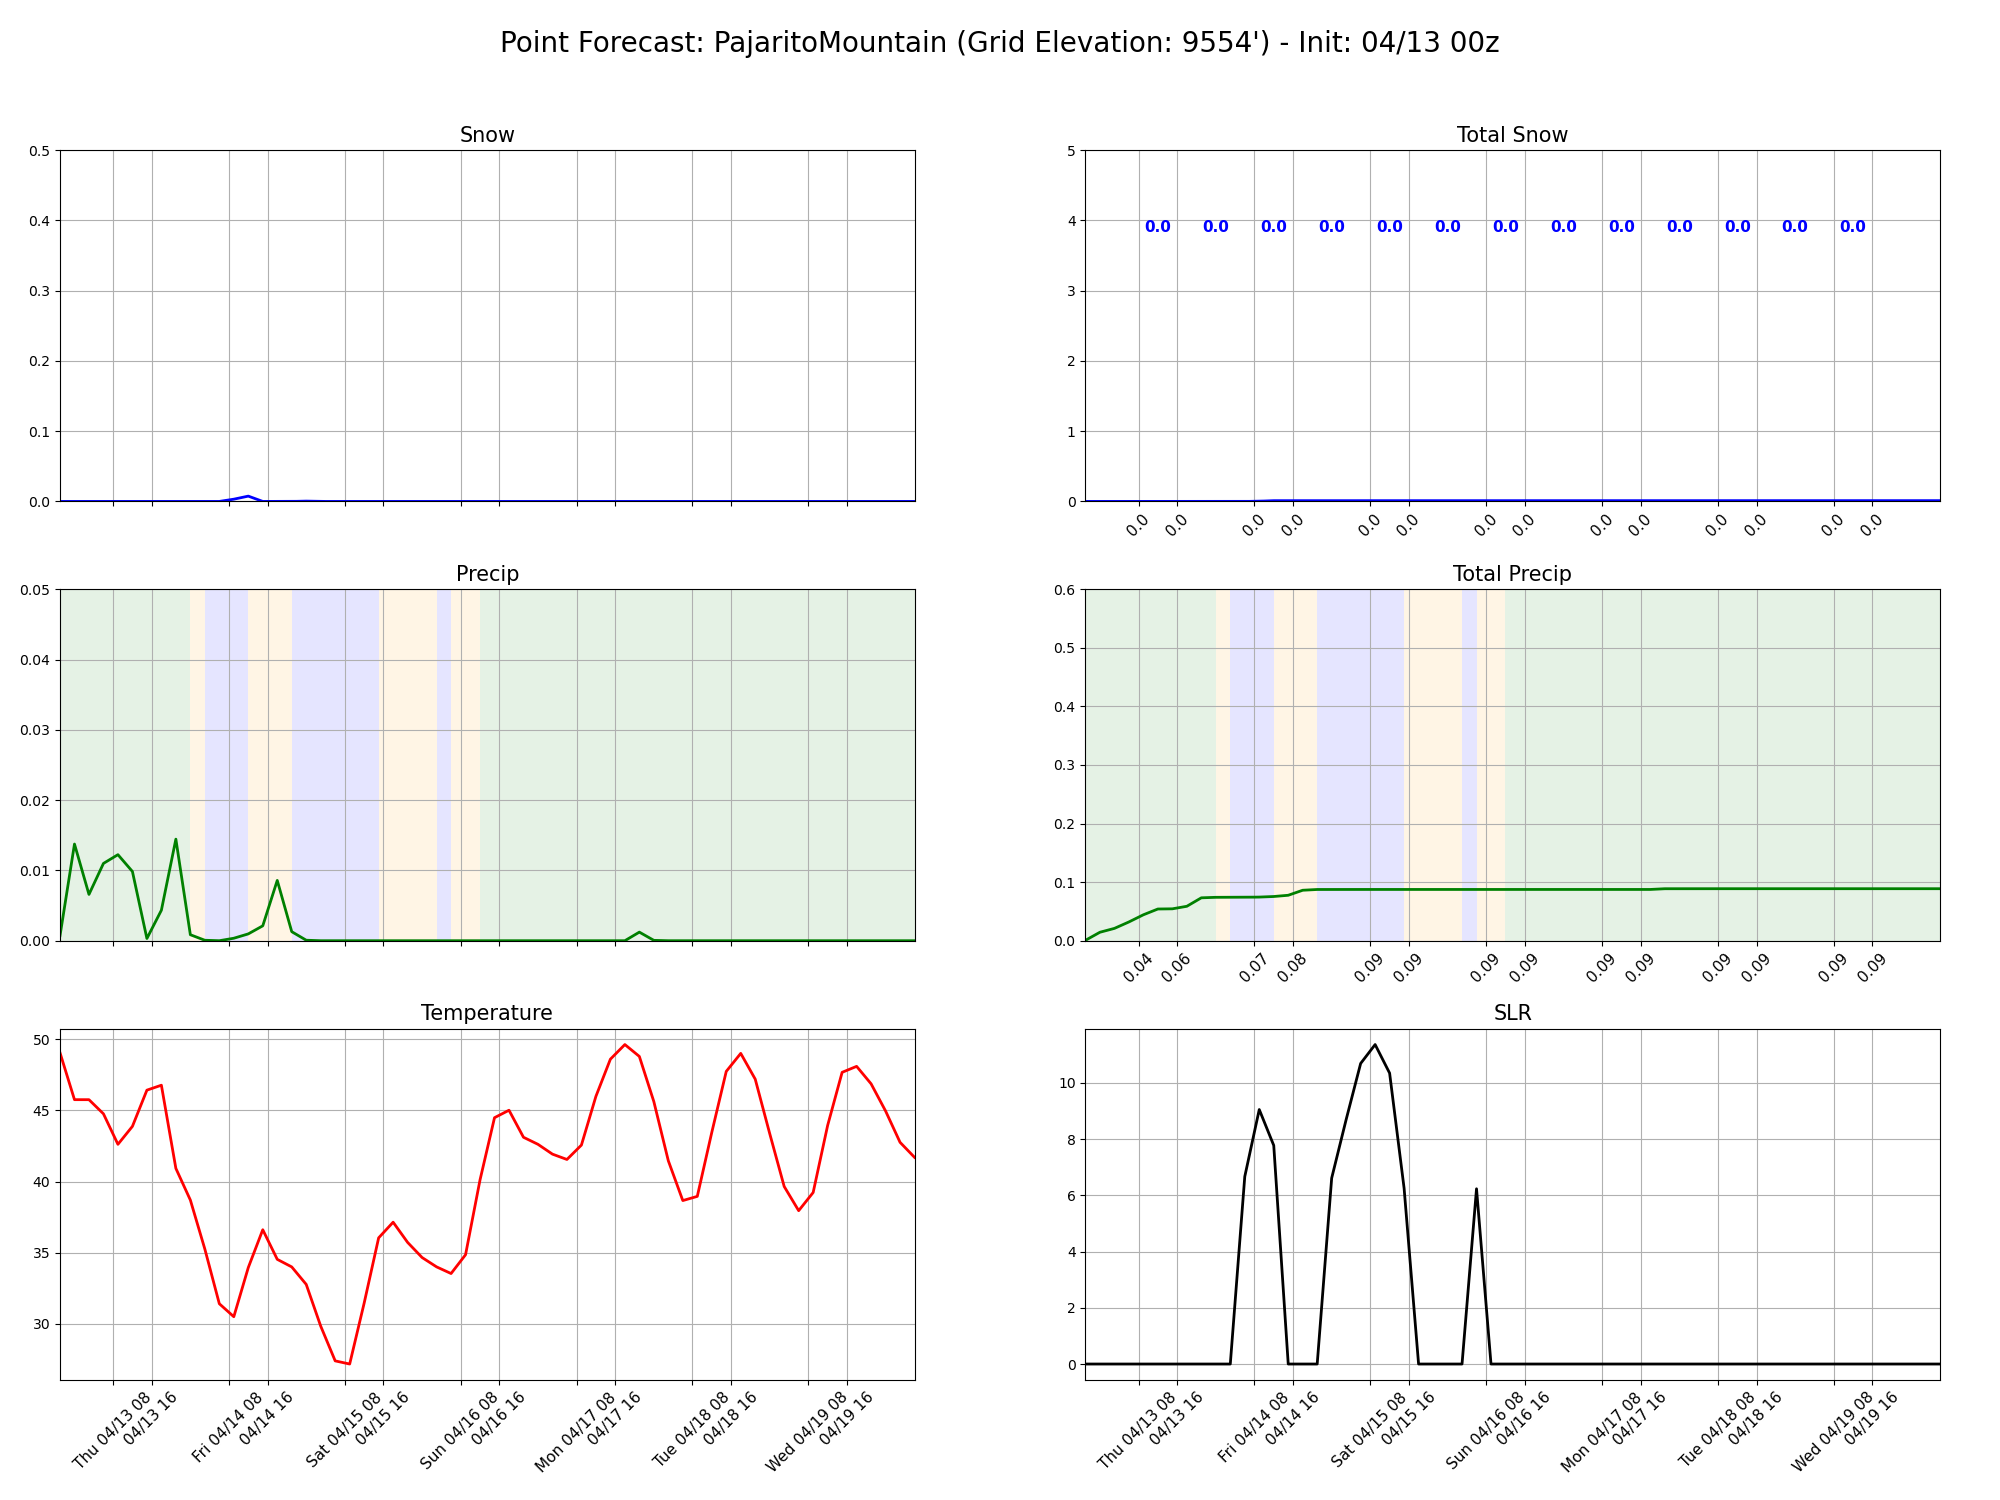 Point Forecast: PajaritoMountain (Grid Elevation: 9554') - Init: 04/13 00z
Snow
0.5
0.4
0.3
0.2
0.1
0.0
Total Snow
5
4
3
2
1
0
0.0 0.0 0.0 0.0 0.0 0.0 0.0 0.0 0.0 0.0 0.0 0.0 0.0
0.0 0.0 0.0 0.0 0.0 0.0 0.0 0.0 0.0 0.0 0.0 0.0 0.0 0.0
Precip
0.05
0.04
0.03
0.02
0.01
0.00
Total Precip
0.6
0.5
0.4
0.3
0.2
0.1
0.0
0.04 0.06 0.07 0.08 0.09 0.09 0.09 0.09 0.09 0.09 0.09 0.09 0.09 0.09
Temperature
50
45
40
35
30
Thu 04/13 08
04/13 16
Fri 04/14 08
04/14 16
Sat 04/15 08
04/15 16
Sun 04/16 08
04/16 16
Mon 04/17 08
04/17 16
Tue 04/18 08
04/18 16
Wed 04/19 08
04/19 16
SLR
10
8
6
4
2
0
Thu 04/13 08
04/13 16
Fri 04/14 08
04/14 16
Sat 04/15 08
04/15 16
Sun 04/16 08
04/16 16
Mon 04/17 08
04/17 16
Tue 04/18 08
04/18 16
Wed 04/19 08
04/19 16